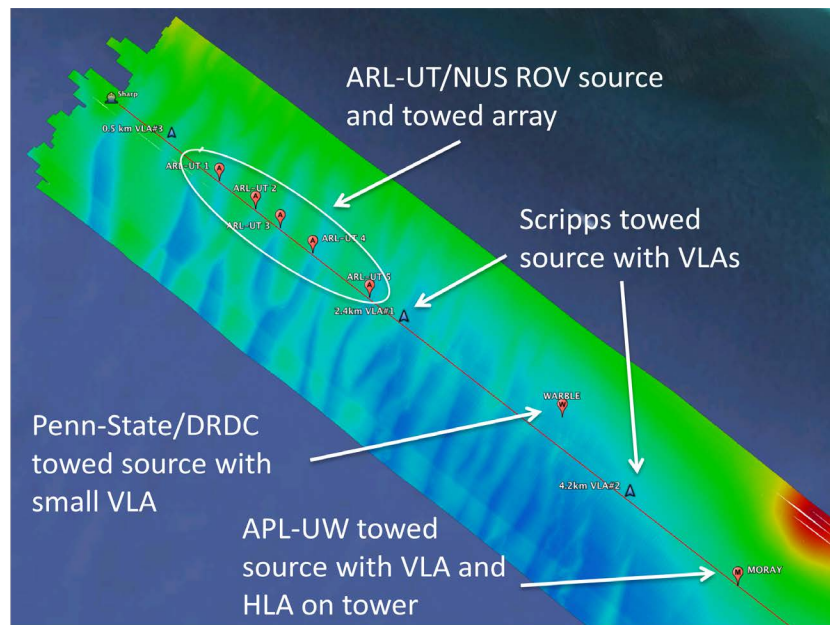 ARL-UT/NUS ROV source
and towed array
Sharp
0.5 km VLA#3
A
ARL-UT 1
A
ARL-UT 2
A
ARL-UT 3
A
ARL-UT 4
A
ARL-UT 5
Scripps towed
source with VLAs
2.4km VLA#1
WARBLE
W
Penn-State/DRDC
towed source with
small VLA
4.2km VLA#2
APL-UW towed
source with VLA and
HLA on tower
M
MORAY